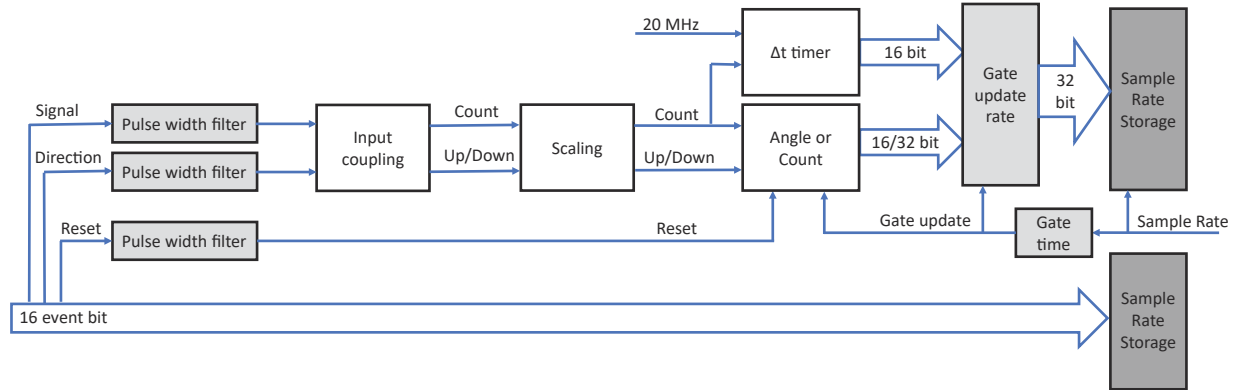 20 MHz
Δt timer
16 bit
Gate
update
rate
32
bit
Sample
Rate
Storage
Signal
Pulse width filter
Count
Count
Input
coupling
Scaling
Angle or
Count
16/32 bit
Direction
Pulse width filter
Up/Down
Up/Down
Reset
Pulse width filter
Reset
Gate update
Gate
time
Sample Rate
16 event bit
Sample
Rate
Storage